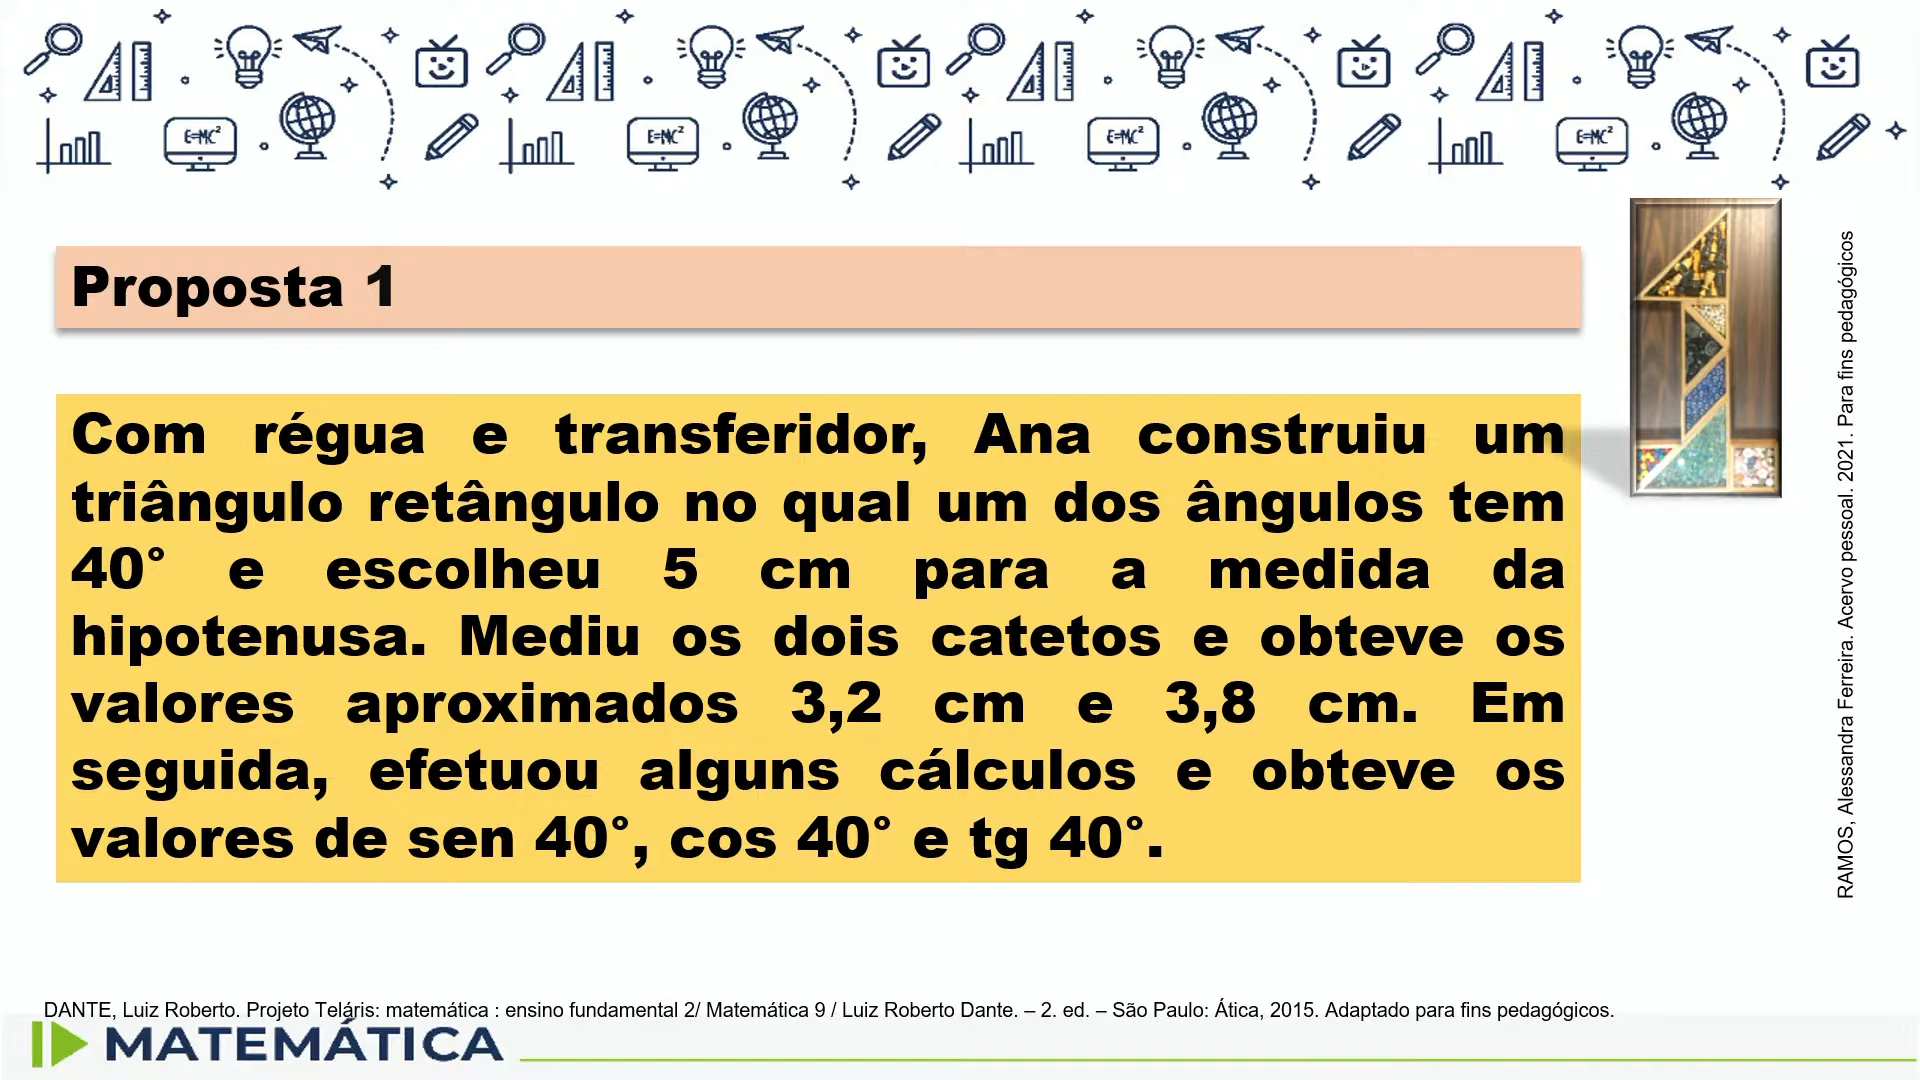 E=MC²
E=MC²
E=MC²
E=MC²
Proposta 1
Com régua e transferidor, Ana construiu um
triângulo retângulo no qual um dos ângulos tem
40° e escolheu 5 cm para a medida da
hipotenusa. Mediu os dois catetos e obteve os
valores aproximados 3,2 cm e 3,8 cm. Em
seguida, efetuou alguns cálculos e obteve os
valores de sen 40°, cos 40° e tg 40°.
RAMOS, Alessandra Ferreira. Acervo pessoal. 2021. Para fins pedagógicos
DANTE, Luiz Roberto. Projeto Teláris: matemática : ensino fundamental 2/ Matemática 9 / Luiz Roberto Dante. – 2. ed. – São Paulo: Ática, 2015. Adaptado para fins pedagógicos.
MATEMÁTICA